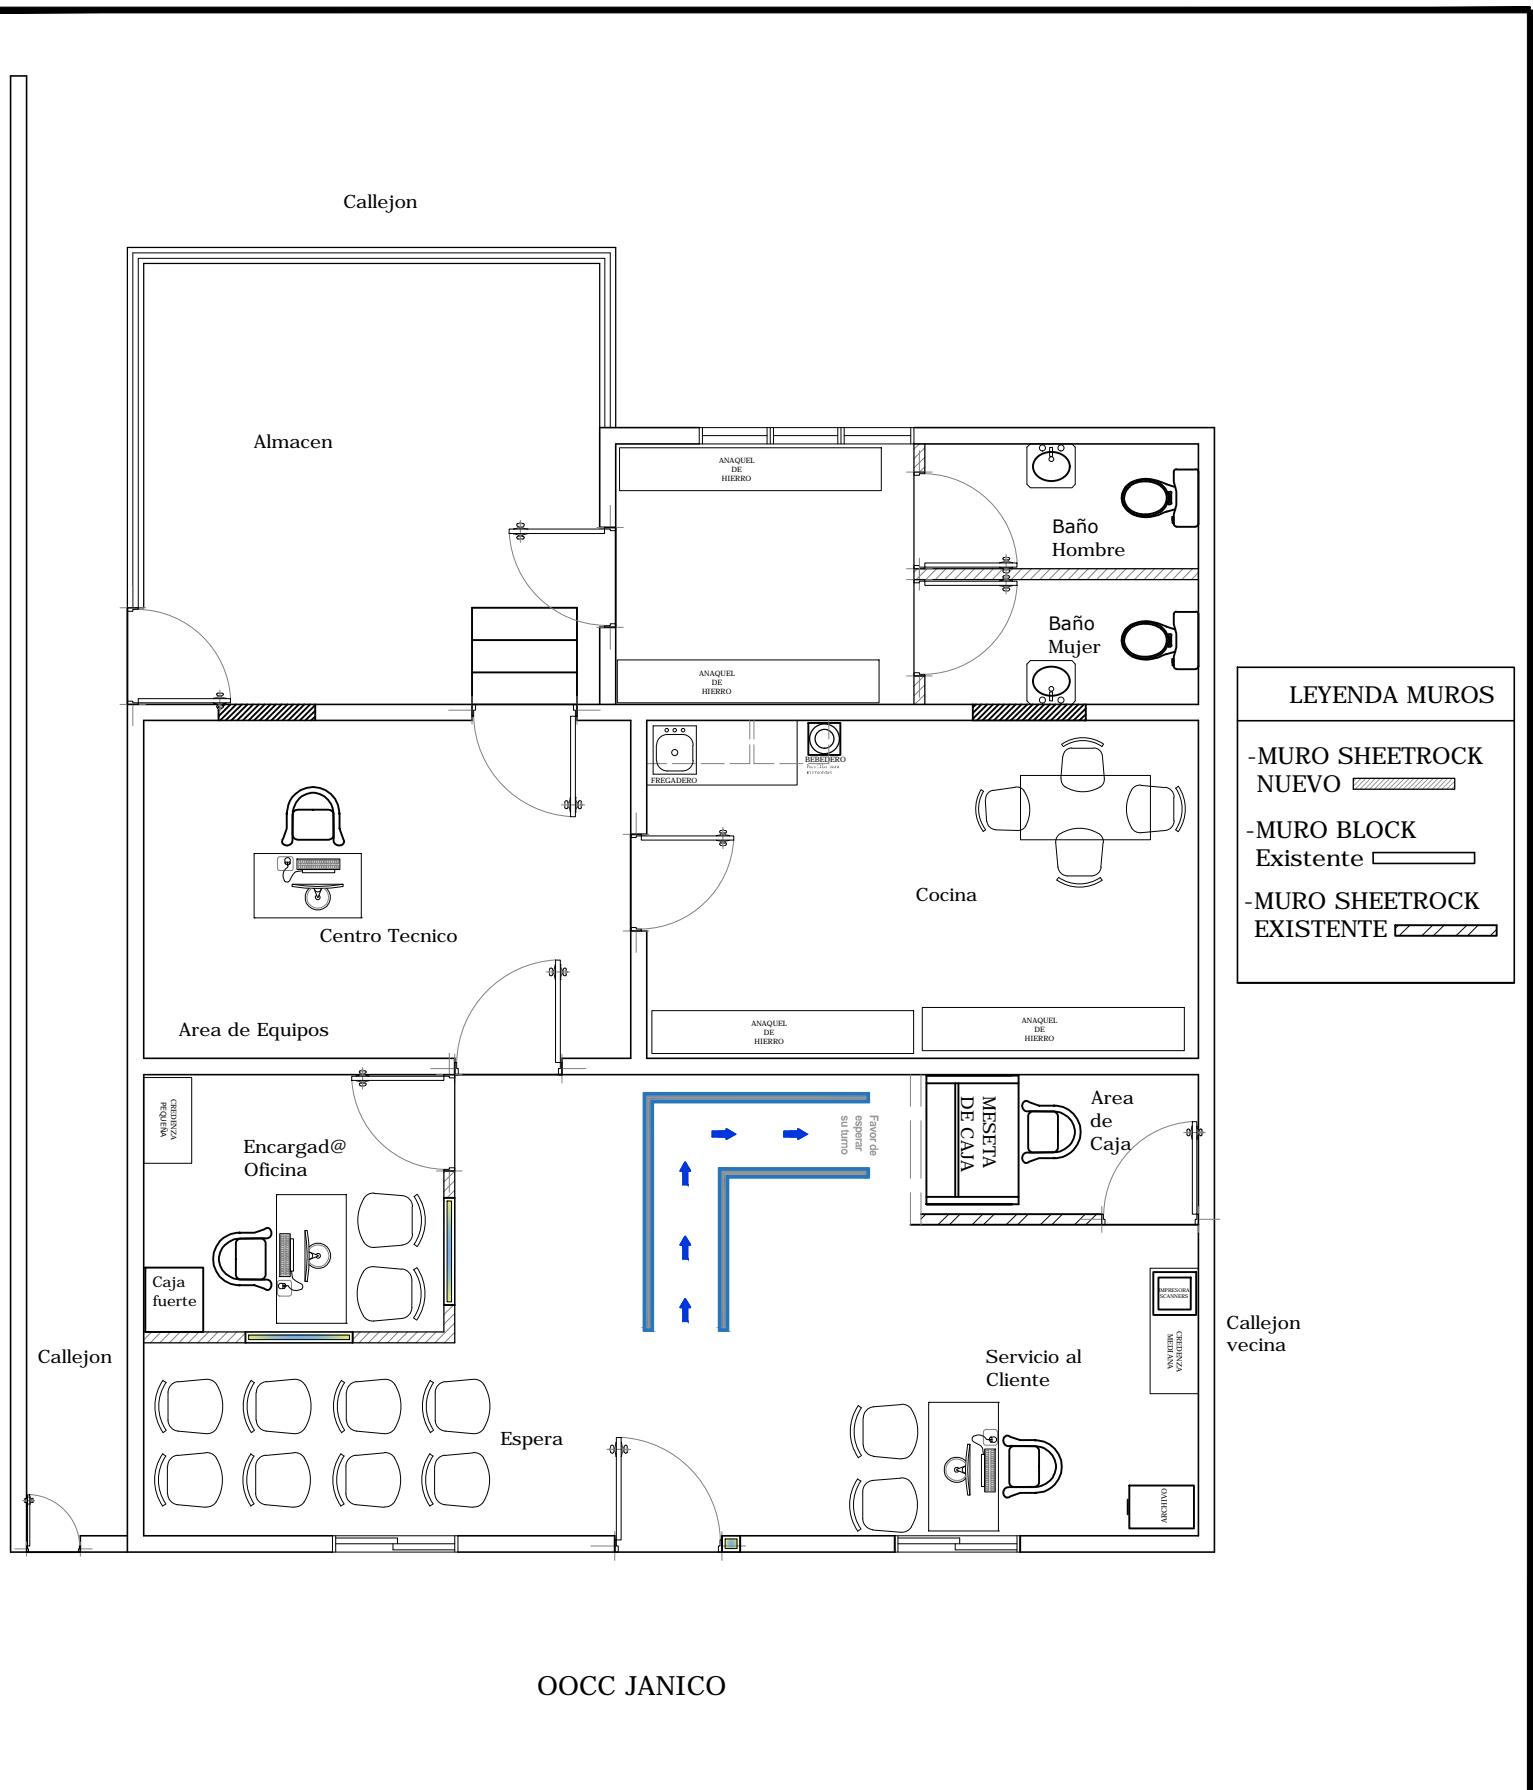 Callejon
Almacen
ANAQUEL
DE
HIERRO
Baño
Hombre
Baño
Mujer
ANAQUEL
DE
HIERRO
LEYENDA MUROS
-MURO SHEETROCK
NUEVO
-MURO BLOCK
Existente
-MURO SHEETROCK
EXISTENTE
FREGADERO
BEBEDERO
Cocina
Centro Tecnico
Area de Equipos
ANAQUEL
DE
HIERRO
ANAQUEL
DE
HIERRO
CREDENZA
PEQUEÑA
Encargad@
Oficina
Caja
fuerte
Favor de
esperar
su turno
MESETA
DE CAJA
Area
de
Caja
IMPRESORA
SCANNERS
CREDENZA
MEDIANA
Callejon
vecina
Servicio al
Cliente
Callejon
Espera
ARCHIVO
OOCC JANICO